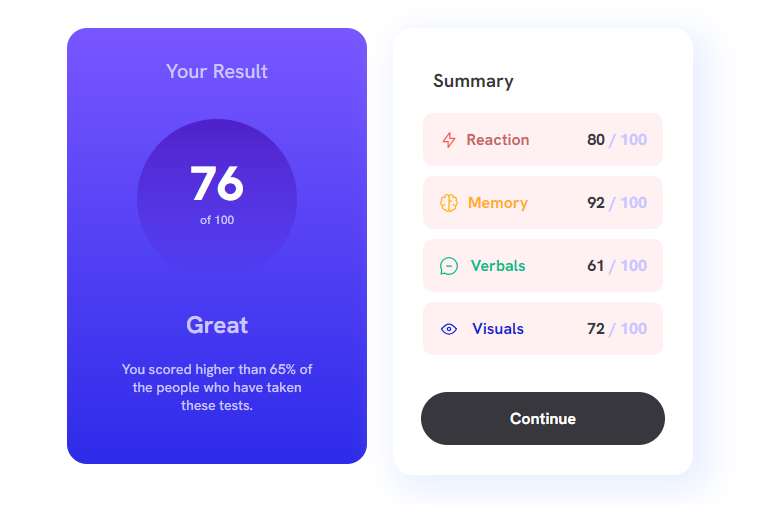 Your Result
76
of 100
Great
You scored higher than 65% of
the people who have taken
these tests.
Summary
Reaction 80 / 100
Memory 92 / 100
Verbals 61 / 100
Visuals 72 / 100
Continue